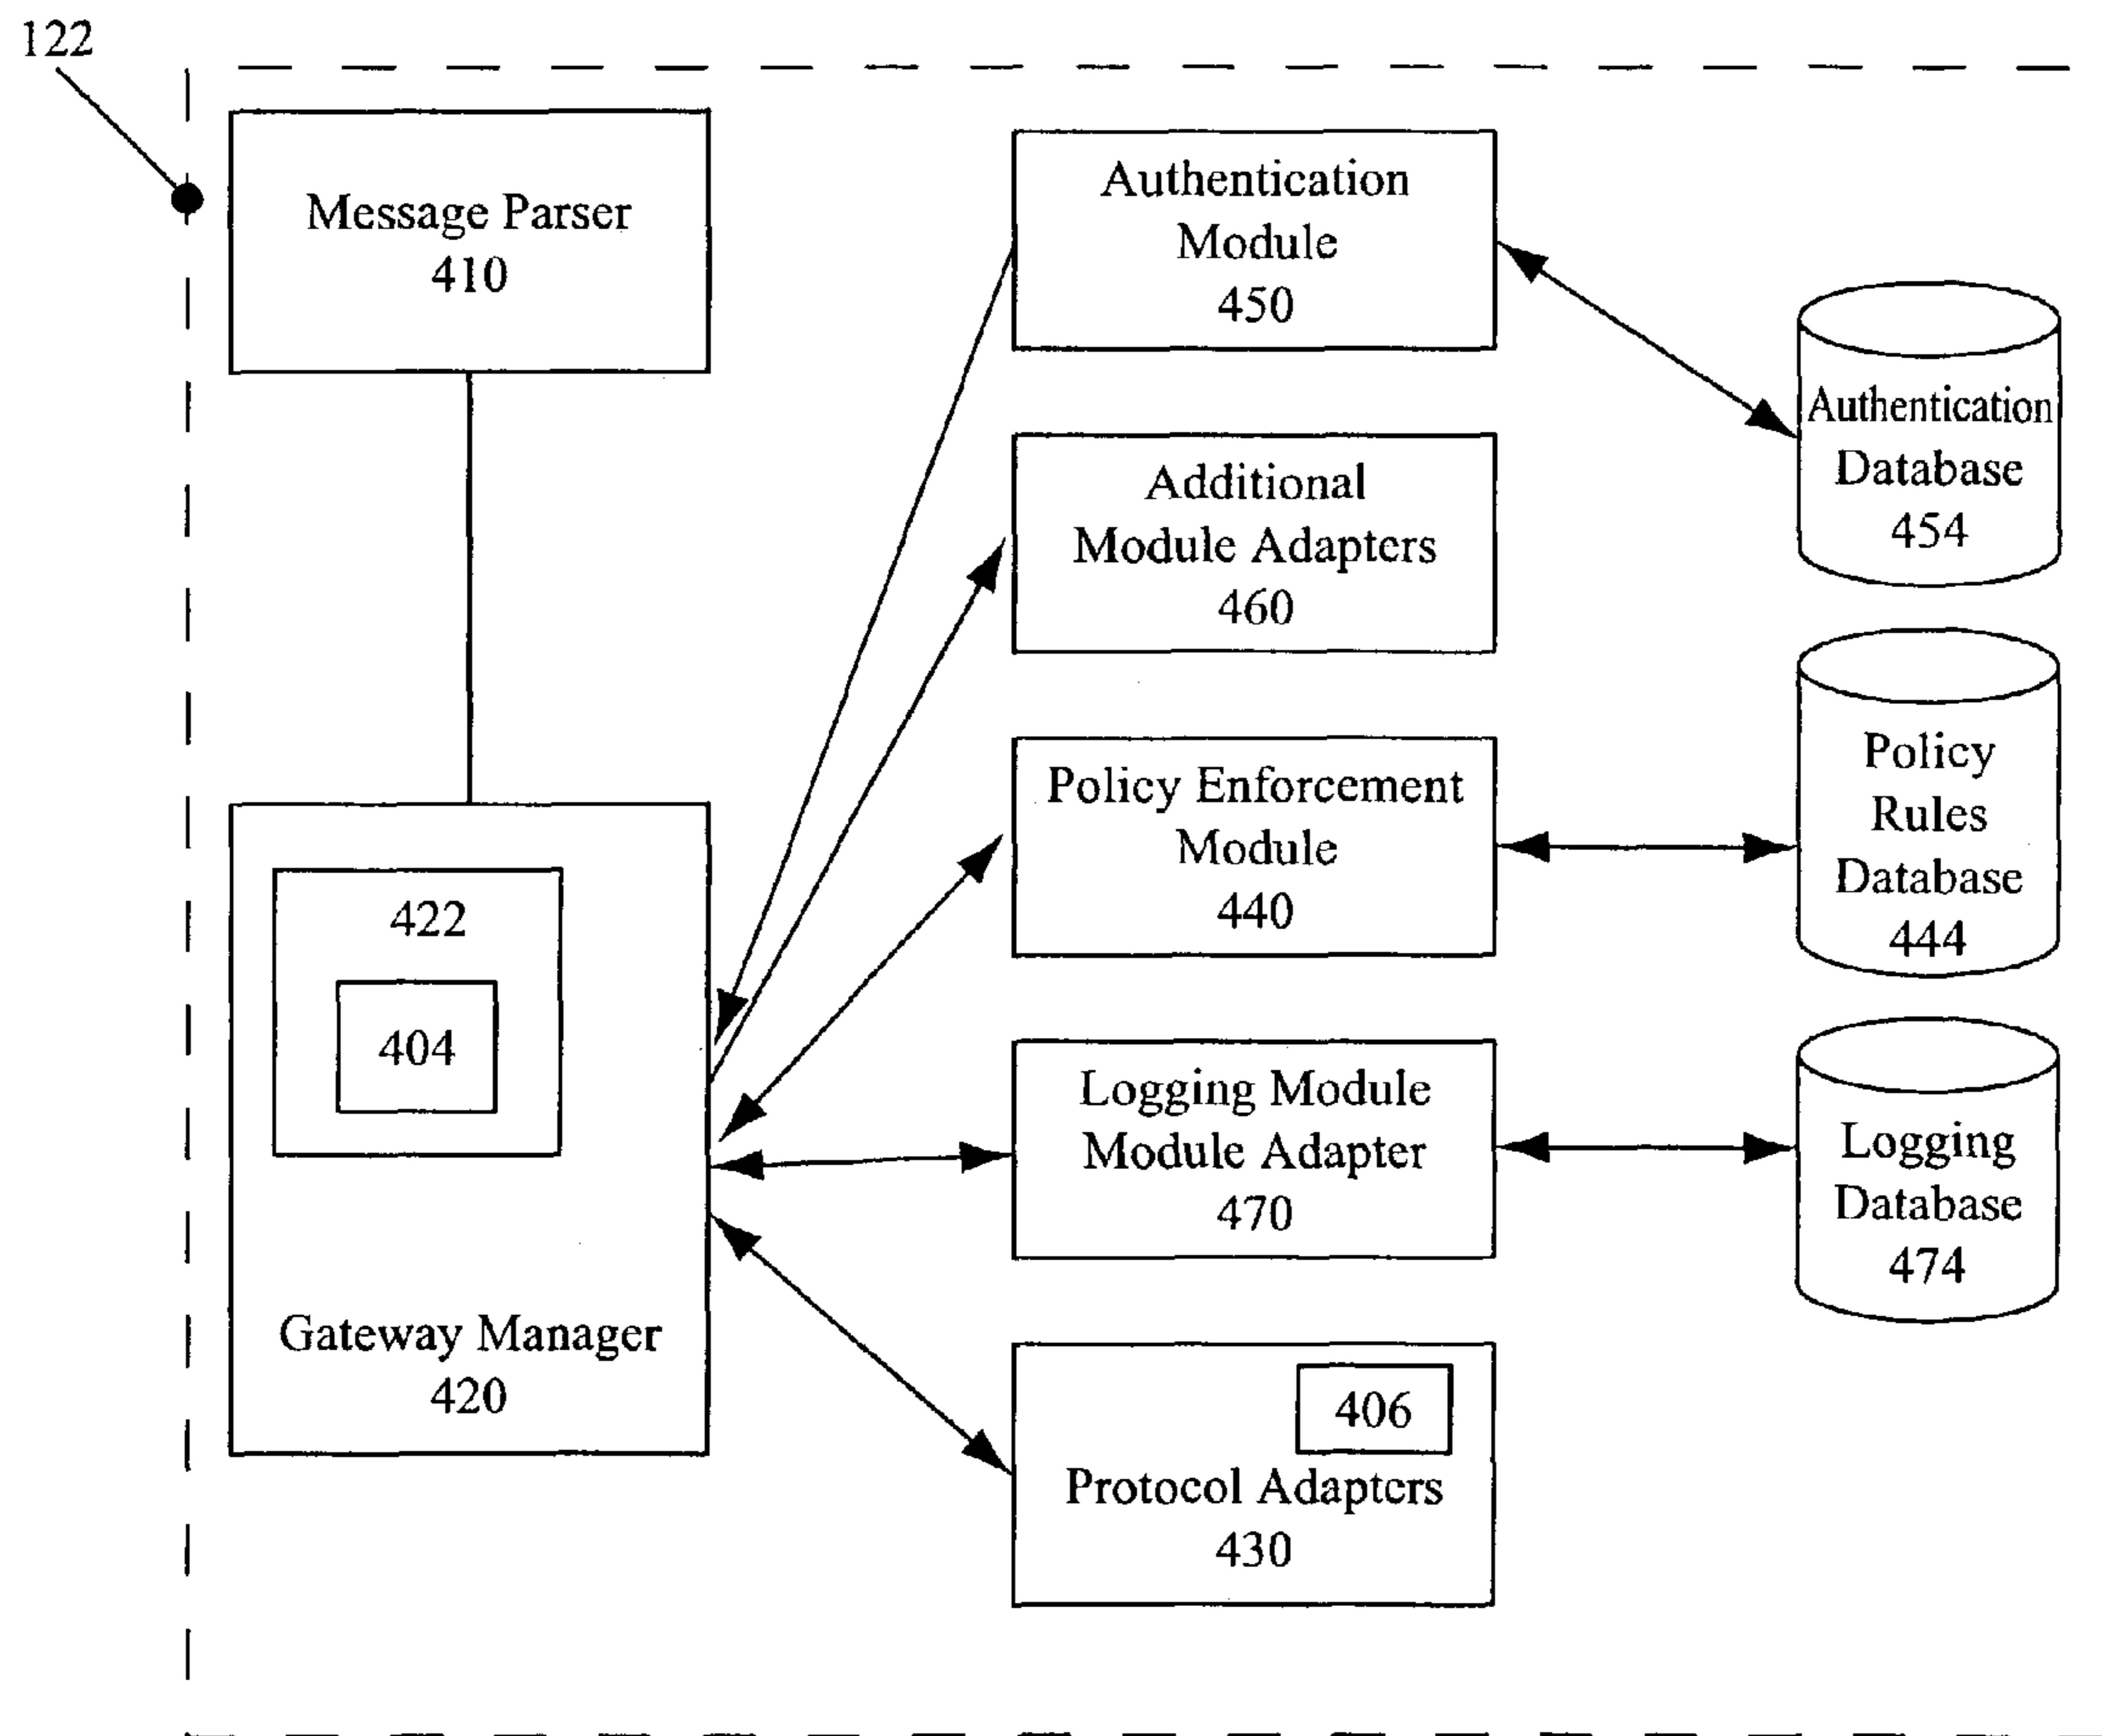 122
Message Parser
410
Authentication
Module
450
Authentication
Database
454
Additional
Module Adapters
460
Policy Enforcement
Module
440
Policy
Rules
Database
444
422
404
Gateway Manager
420
Logging Module
Module Adapter
470
Logging
Database
474
406
Protocol Adapters
430